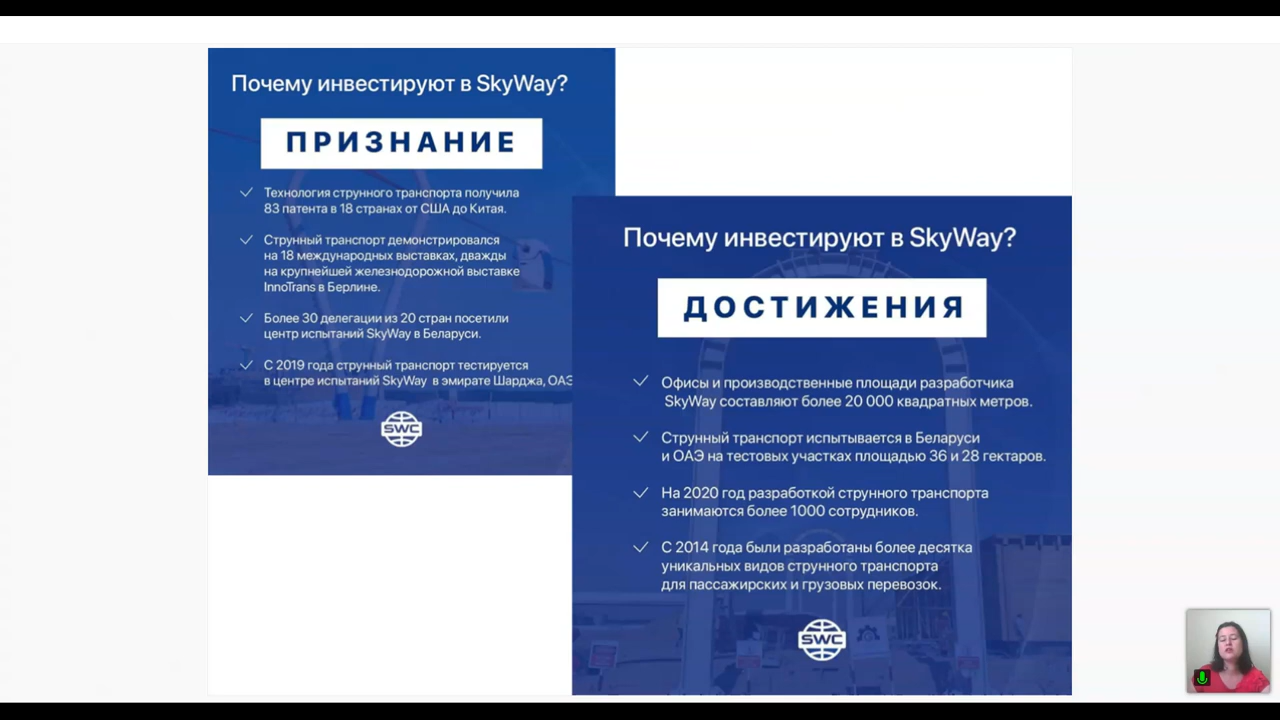 Почему инвестируют в SkyWay?
ПРИЗНАНИЕ
Технология струнного транспорта получила
83 патента в 18 странах от США до Китая.
Струнный транспорт демонстрировался
на 18 международных выставках, дважды
на крупнейшей железнодорожной выставке
InnoTrans в Берлине.
Более 30 делегации из 20 стран посетили
центр испытаний SkyWay в Беларуси.
С 2019 года струнный транспорт тестируется
в центре испытаний SkyWay в эмирате Шарджа, ОАЭ
SWC
Почему инвестируют в SkyWay?
ДОСТИЖЕНИЯ
Офисы и производственные площади разработчика
SkyWay составляют более 20 000 квадратных метров.
Струнный транспорт испытывается в Беларуси
и ОАЭ на тестовых участках площадью 36 и 28 гектаров.
На 2020 год разработкой струнного транспорта
занимаются более 1000 сотрудников.
С 2014 года были разработаны более десятка
уникальных видов струнного транспорта
для пассажирских и грузовых перевозок.
SWC